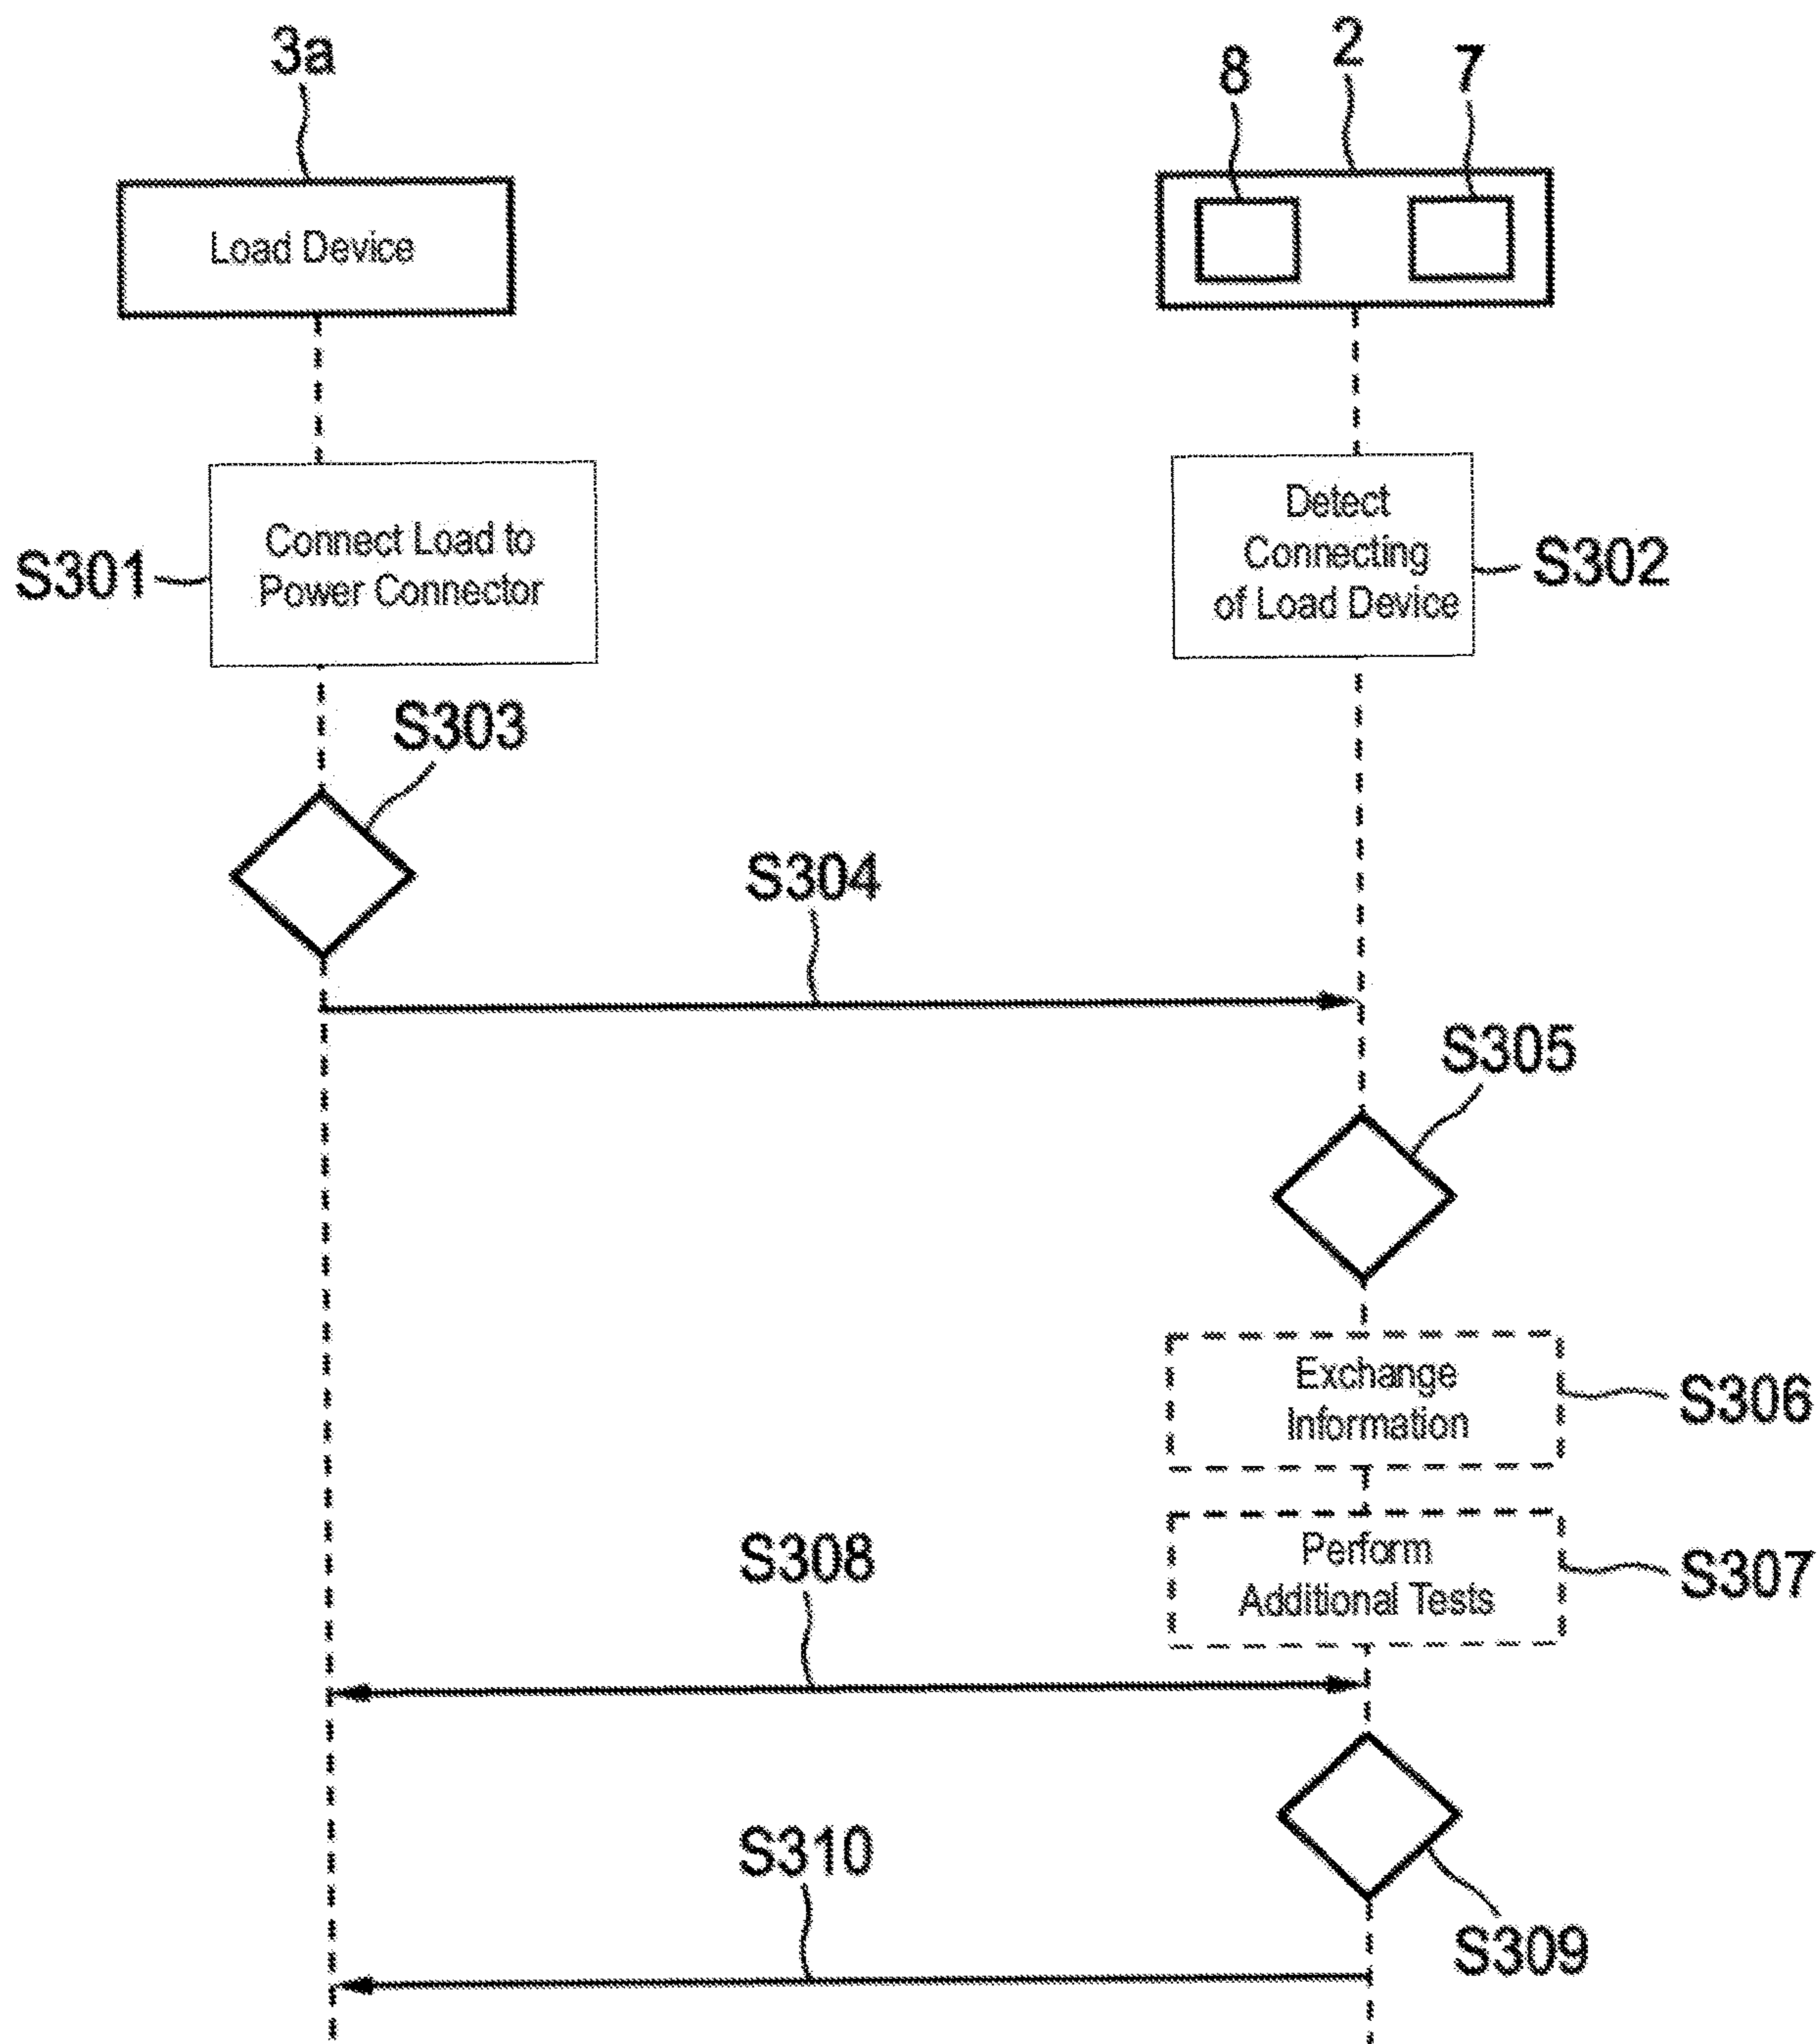 3a
8
2
7
Load Device
Connect Load to
Power Connector
S301
Detect
Connecting
of Load Device
S302
S303
S304
S305
Exchange
Information
S306
Perform
Additional Tests
S307
S308
S309
S310